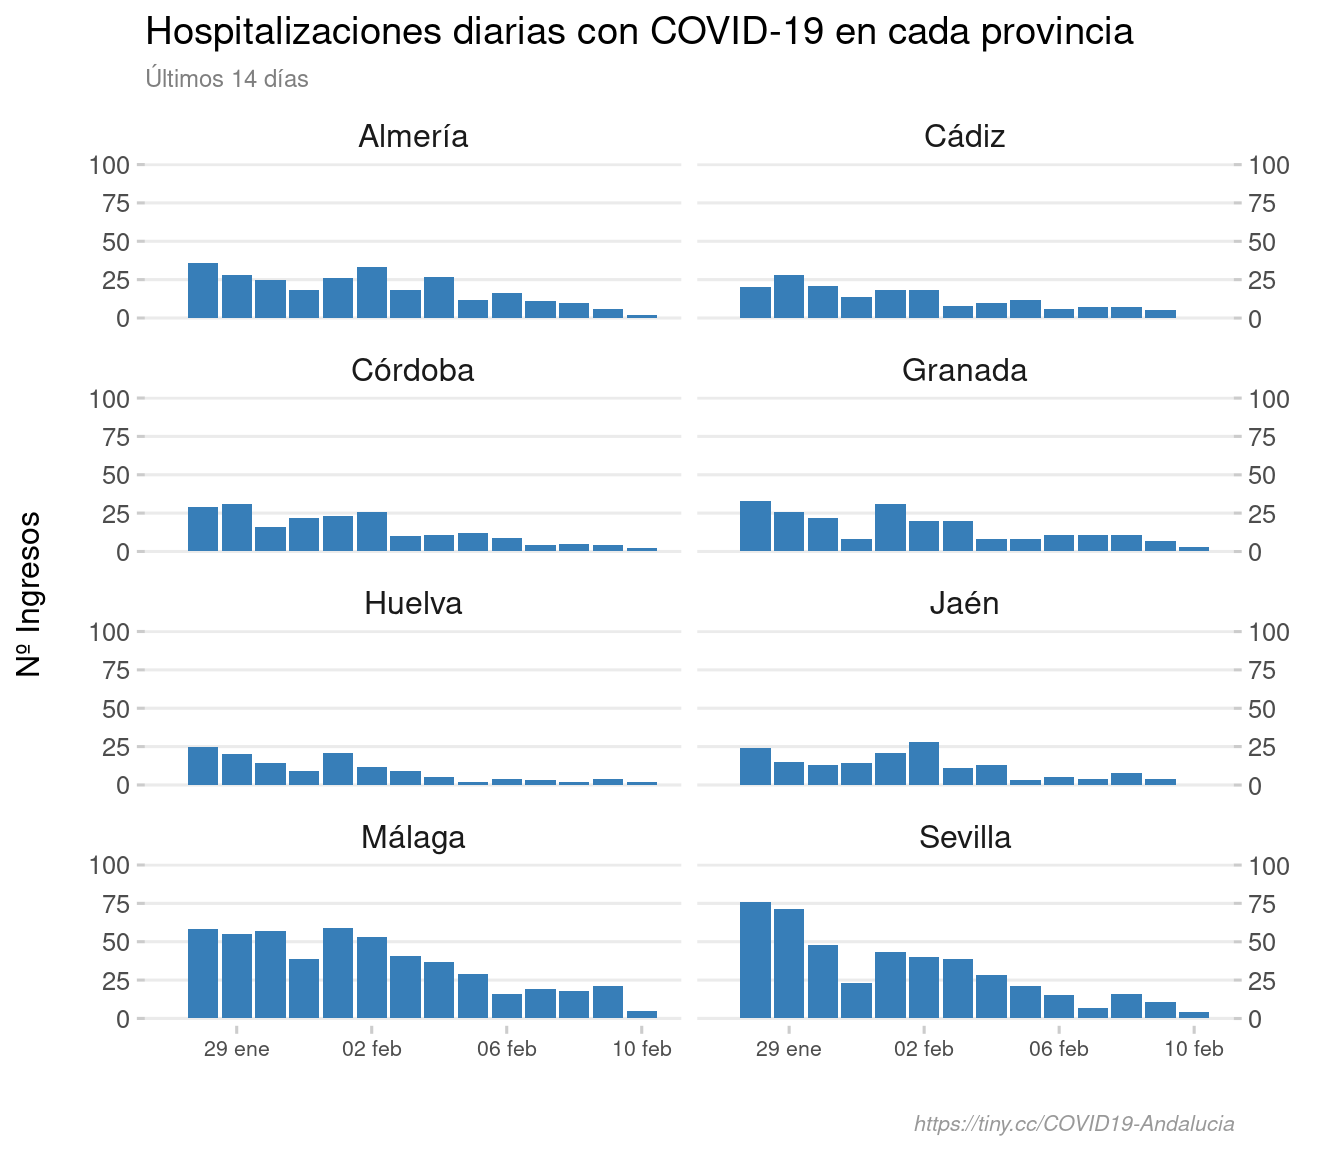 Hospitalizaciones diarias con COVID-19 en cada provincia
Últimos 14 días
Almería
Cádiz
100
75
50
25
0
100
75
50
25
0
Córdoba
Granada
100
75
50
25
0
100
75
50
25
0
Nº Ingresos
Huelva
Jaén
100
75
50
25
0
100
75
50
25
0
Málaga
Sevilla
100
75
50
25
0
100
75
50
25
0
29 ene 02 feb 06 feb 10 feb
29 ene 02 feb 06 feb 10 feb
https://tiny.cc/COVID19-Andalucia